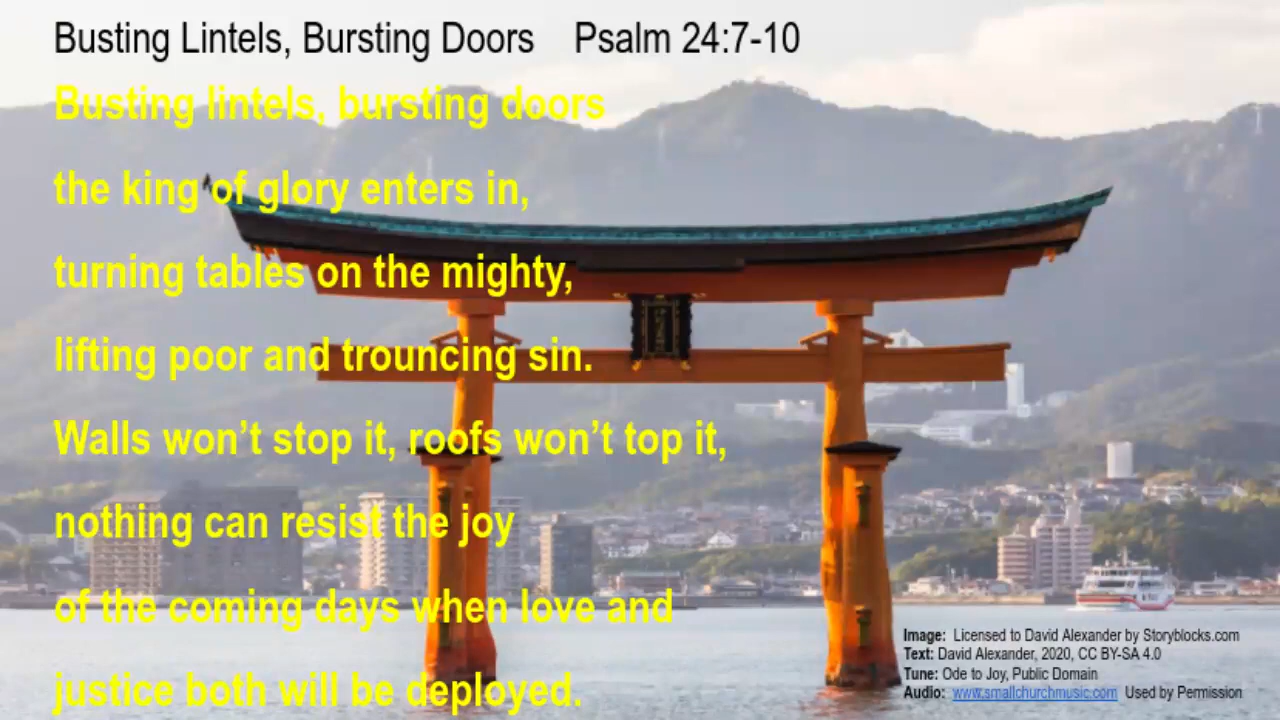 Busting Lintels, Bursting Doors Psalm 24:7-10
Busting lintels, bursting doors
the king of glory enters in,
turning tables on the mighty,
lifting poor and trouncing sin.
Walls won’t stop it, roofs won’t top it,
nothing can resist the joy
of the coming days when love and
justice both will be deployed.
Image: Licensed to David Alexander by Storyblocks.com
Text: David Alexander, 2020, CC BY-SA 4.0
Tune: Ode to Joy, Public Domain
Audio: www.smallchurchmusic.com Used by Permission